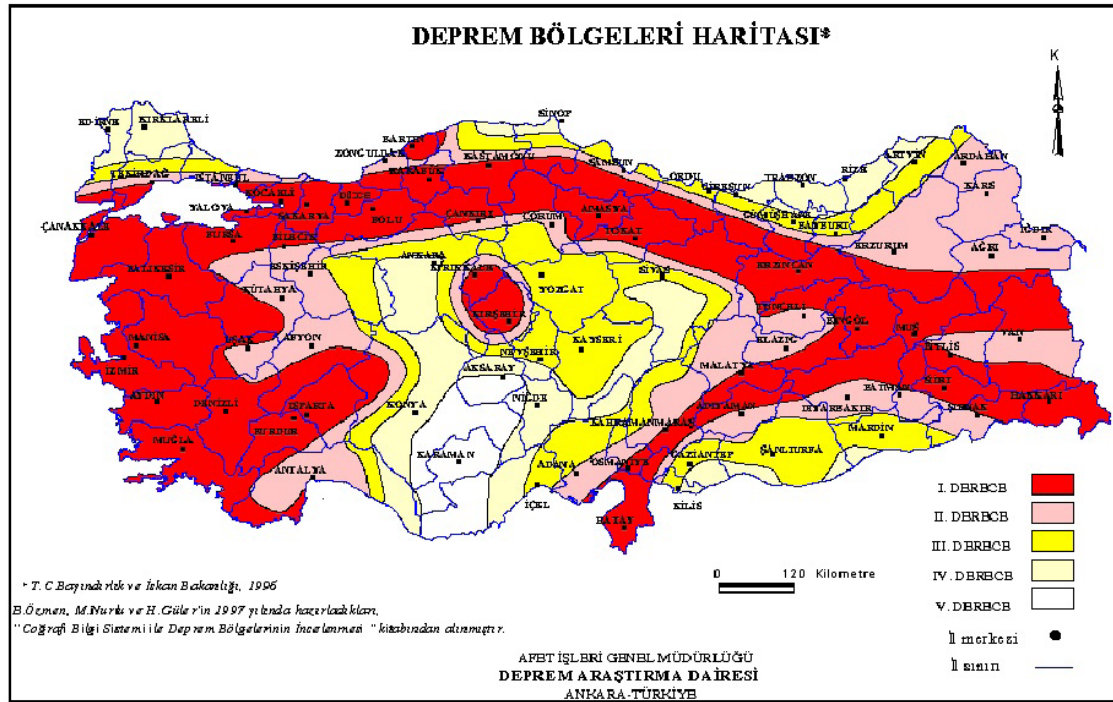 DEPREM BÖLGELERİ HARİTASI*
K
SİNOP
EDİRNE KIRKLARELİ
BARTIN
ZONGULDAK
KASTAMONU
KARABÜK
SAMSUN
ARTVİN
ARDAHAN
RİZE
TRABZON
ORDU
GİRESUN
KARS
TEKİRDAĞ
İSTANBUL
KOCAELİ
YALOVA
SAKARYA
DÜZCE
BOLU
ÇANKIRI
ÇORUM
AMASYA
TOKAT
GÜMÜŞHANE
BAYBURT
IĞDIR
ÇANAKKALE
BURSA
BİLECİK
ERZURUM
AĞRI
ANKARA
ESKİŞEHİR
BALIKESİR
KIRIKKALE
YOZGAT
SİVAS
ERZİNCAN
KÜTAHYA
KIRŞEHİR
TUNCELİ
BİNGÖL
MUŞ
VAN
MANİSA
UŞAK
AFYON
NEVŞEHİR
KAYSERİ
ELAZIĞ
BİTLİS
İZMİR
AKSARAY
MALATYA
SİİRT
AYDIN
DENİZLİ
ISPARTA
KONYA
NİĞDE
ADIYAMAN
DİYARBAKIR
BATMAN
HAKKARİ
ŞIRNAK
BURDUR
KAHRAMANMARAŞ
MARDİN
MUĞLA
KARAMAN
GAZİANTEP
ŞANLIURFA
ANTALYA
ADANA
OSMANİYE
İÇEL
KİLİS
HATAY
I. DERECE
II. DERECE
III. DERECE
IV. DERECE
V. DERECE
İl merkezi
İl sınırı
0 120 Kilometre
* T.C.Bayındırlık ve İskan Bakanlığı, 1996
B.Özmen, M.Nurlu ve H.Güler'in 1997 yılında hazırladıkları,
"Coğrafi Bilgi Sistemi ile Deprem Bölgelerinin İncelenmesi" kitabından alınmıştır.
AFET İŞLERİ GENEL MÜDÜRLÜĞÜ
DEPREM ARAŞTIRMA DAİRESİ
ANKARA-TÜRKİYE